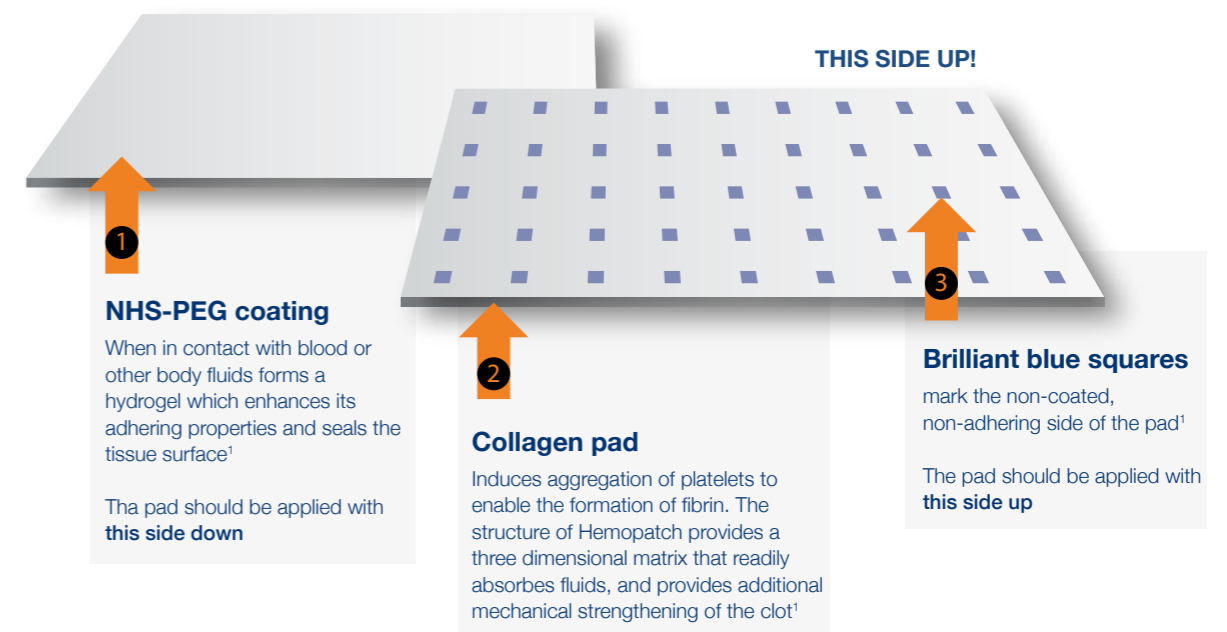 THIS SIDE UP!
1
NHS-PEG coating
When in contact with blood or
other body fluids forms a
hydrogel which enhances its
adhering properties and seals the
tissue surface¹
Tha pad should be applied with
this side down
2
Collagen pad
Induces aggregation of platelets to
enable the formation of fibrin. The
structure of Hemopatch provides a
three dimensional matrix that readily
absorbes fluids, and provides additional
mechanical strengthening of the clot¹
3
Brilliant blue squares
mark the non-coated,
non-adhering side of the pad¹
The pad should be applied with
this side up